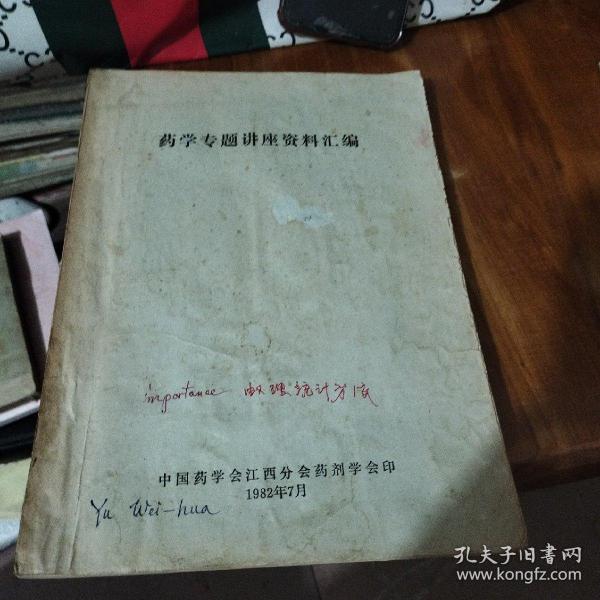 药学专题讲座资料汇编
importance 数理统计方法
中国药学会江西分会药剂学会印
1982年7月
Yu Wei-hua
孔夫子旧书网
www.kongfz.com